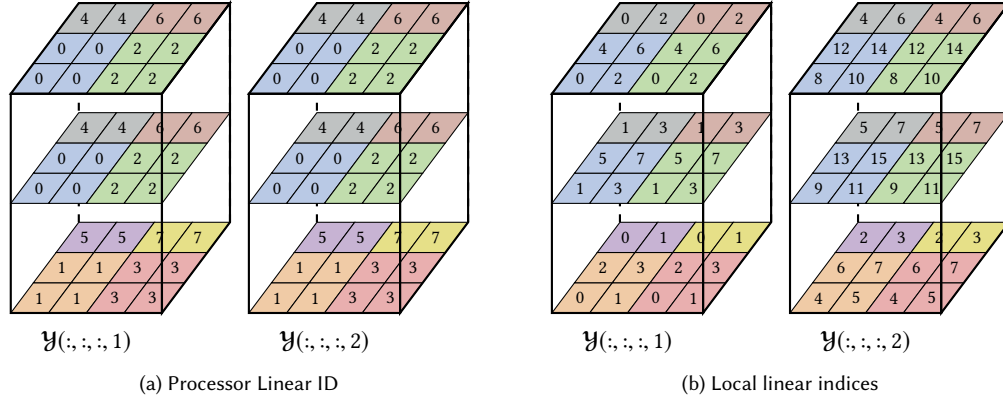 4 4 6 6 4 4 6 6 0 2 0 2 4 6 4 6
0 0 2 2 0 0 2 2 4 6 4 6 12 14 12 14
0 0 2 2 0 0 2 2 0 2 0 2 8 10 8 10
4 4 6 6 4 4 6 6 1 3 1 3 5 7 5 7
0 0 2 2 0 0 2 2 5 7 5 7 13 15 13 15
0 0 2 2 0 0 2 2 1 3 1 3 9 11 9 11
5 5 7 7 5 5 7 7 0 1 0 1 2 3 2 3
1 1 3 3 1 1 3 3 2 3 2 3 6 7 6 7
1 1 3 3 1 1 3 3 0 1 0 1 4 5 4 5
𝓨(:, :, :, 1) 𝓨(:, :, :, 2) 𝓨(:, :, :, 1) 𝓨(:, :, :, 2)
(a) Processor Linear ID (b) Local linear indices